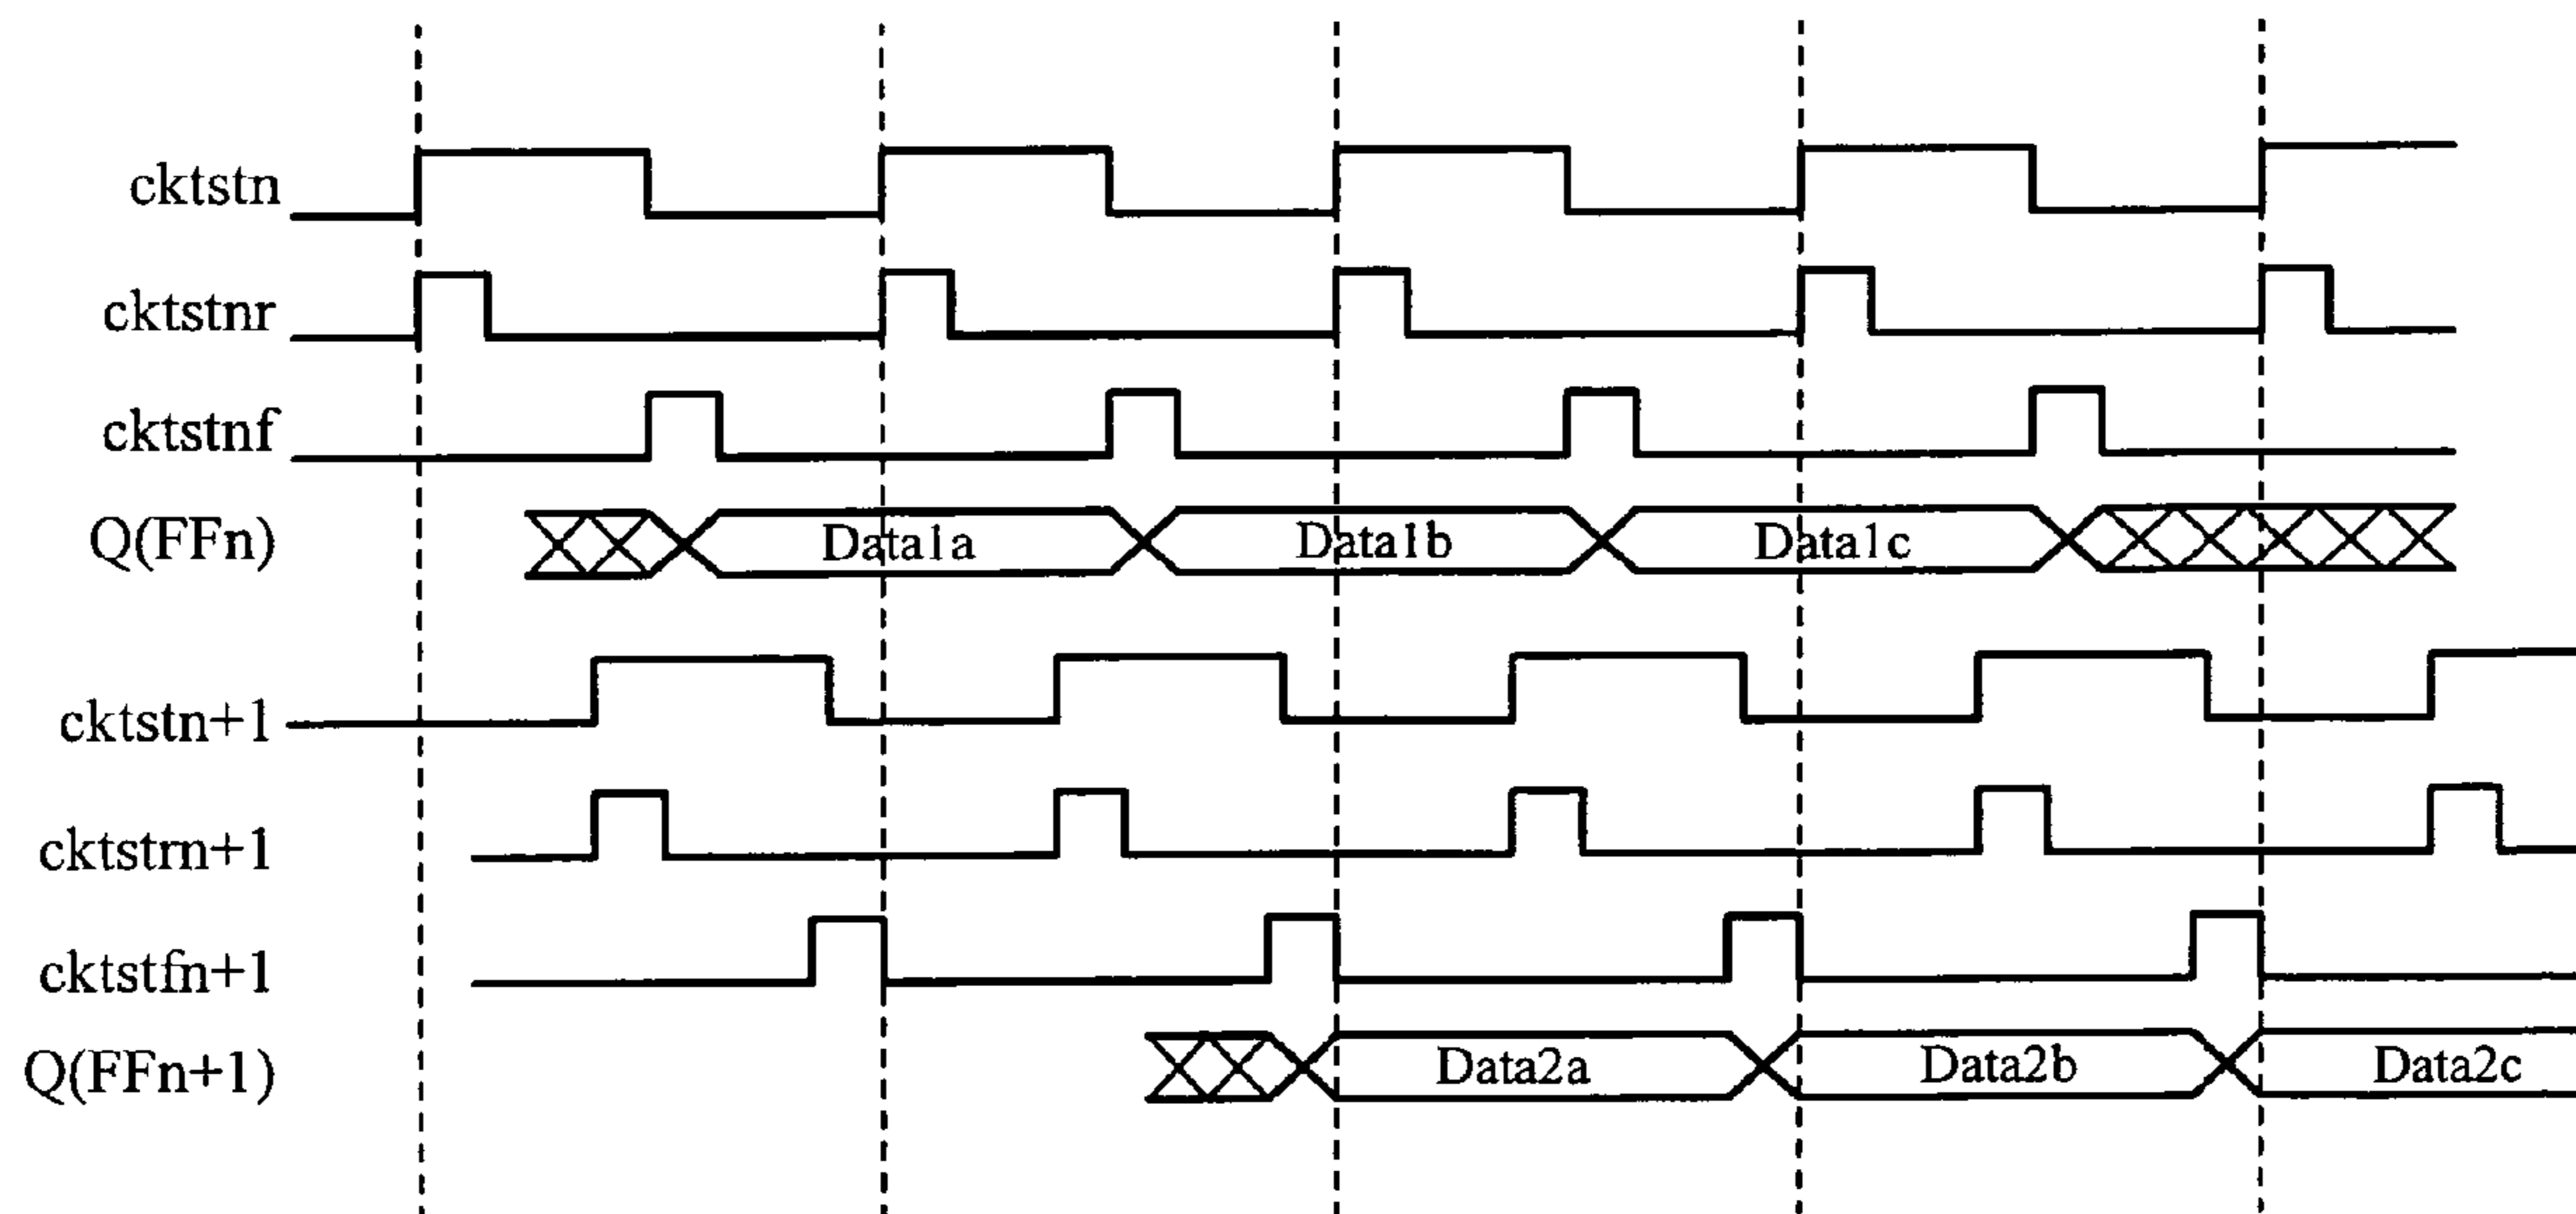 cktstn
cktstnr
cktstnf
Q(FFn)
Data1a
Data1b
Data1c
cktstn+1
cktstrn+1
cktstfn+1
Q(FFn+1)
Data2a
Data2b
Data2c